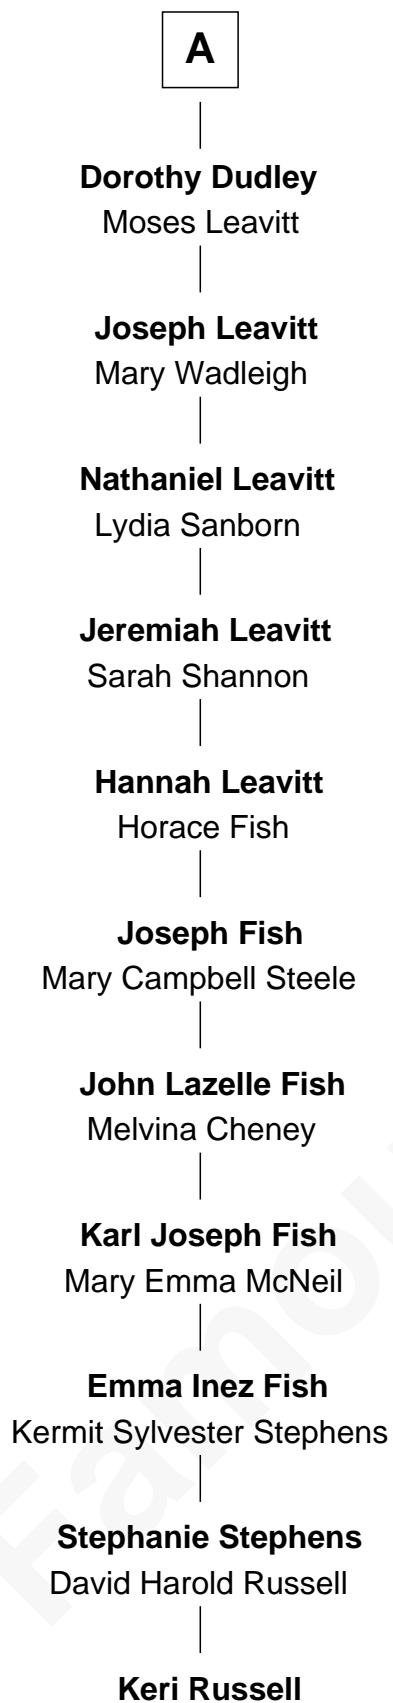 A
Dorothy Dudley
Moses Leavitt
Joseph Leavitt
Mary Wadleigh
Nathaniel Leavitt
Lydia Sanborn
Jeremiah Leavitt
Sarah Shannon
Hannah Leavitt
Horace Fish
Joseph Fish
Mary Campbell Steele
John Lazelle Fish
Melvina Cheney
Karl Joseph Fish
Mary Emma McNeil
Emma Inez Fish
Kermit Sylvester Stephens
Stephanie Stephens
David Harold Russell
Keri Russell